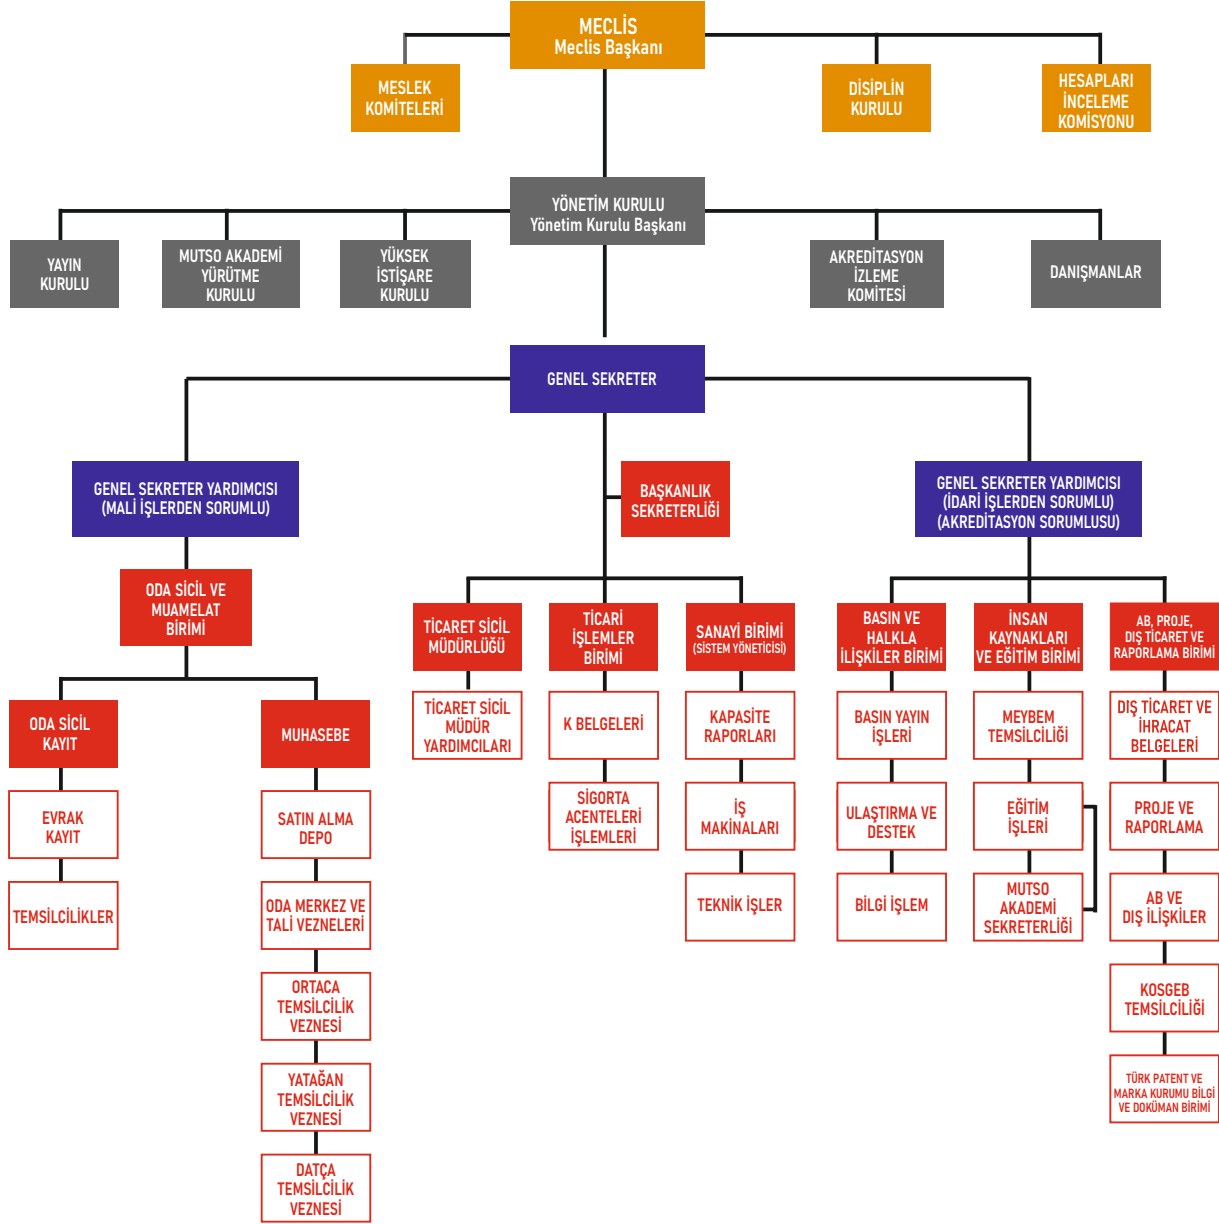 MECLİS
Meclis Başkanı
MESLEK
KOMİTELERİ
DİSİPLİN
KURULU
HESAPLARI
İNCELEME
KOMİSYONU
YÖNETİM KURULU
Yönetim Kurulu Başkanı
YAYIN
KURULU
MUTSO AKADEMİ
YÜRÜTME
KURULU
YÜKSEK
İSTİŞARE
KURULU
AKREDİTASYON
İZLEME
KOMİTESİ
DANIŞMANLAR
GENEL SEKRETER
GENEL SEKRETER YARDIMCISI
(MALİ İŞLERDEN SORUMLU)
BAŞKANLIK
SEKRETERLİĞİ
GENEL SEKRETER YARDIMCISI
(İDARİ İŞLERDEN SORUMLU)
(AKREDİTASYON SORUMLUSU)
ODA SİCİL VE
MUAMELAT
BİRİMİ
TİCARET SİCİL
MÜDÜRLÜĞÜ
TİCARİ
İŞLEMLER
BİRİMİ
SANAYİ BİRİMİ
(SİSTEM YÖNETİCİSİ)
BASIN VE
HALKLA
İLİŞKİLER BİRİMİ
İNSAN
KAYNAKLARI
VE EĞİTİM BİRİMİ
AB, PROJE,
DIŞ TİCARET VE
RAPORLAMA BİRİMİ
ODA SİCİL
KAYIT
MUHASEBE
TİCARET SİCİL
MÜDÜR
YARDIMCILARI
K BELGELERİ
KAPASİTE
RAPORLARI
BASIN YAYIN
İŞLERİ
MEYBEM
TEMSİLCİLİĞİ
DIŞ TİCARET VE
İHRACAT
BELGELERİ
EVRAK
KAYIT
SATIN ALMA
DEPO
SİGORTA
ACENTELERİ
İŞLEMLERİ
İŞ
MAKİNALARI
ULAŞTIRMA VE
DESTEK
EĞİTİM
İŞLERİ
PROJE VE
RAPORLAMA
TEMSİLCİLİKLER
ODA MERKEZ VE
TALİ VEZNELERİ
TEKNİK İŞLER
BİLGİ İŞLEM
MUTSO
AKADEMİ
SEKRETERLİĞİ
AB VE
DIŞ İLİŞKİLER
ORTACA
TEMSİLCİLİK
VEZNESİ
KOSGEB
TEMSİLCİLİĞİ
YATAĞAN
TEMSİLCİLİK
VEZNESİ
TÜRK PATENT VE
MARKA KURUMU BİLGİ
VE DOKÜMAN BİRİMİ
DATÇA
TEMSİLCİLİK
VEZNESİ